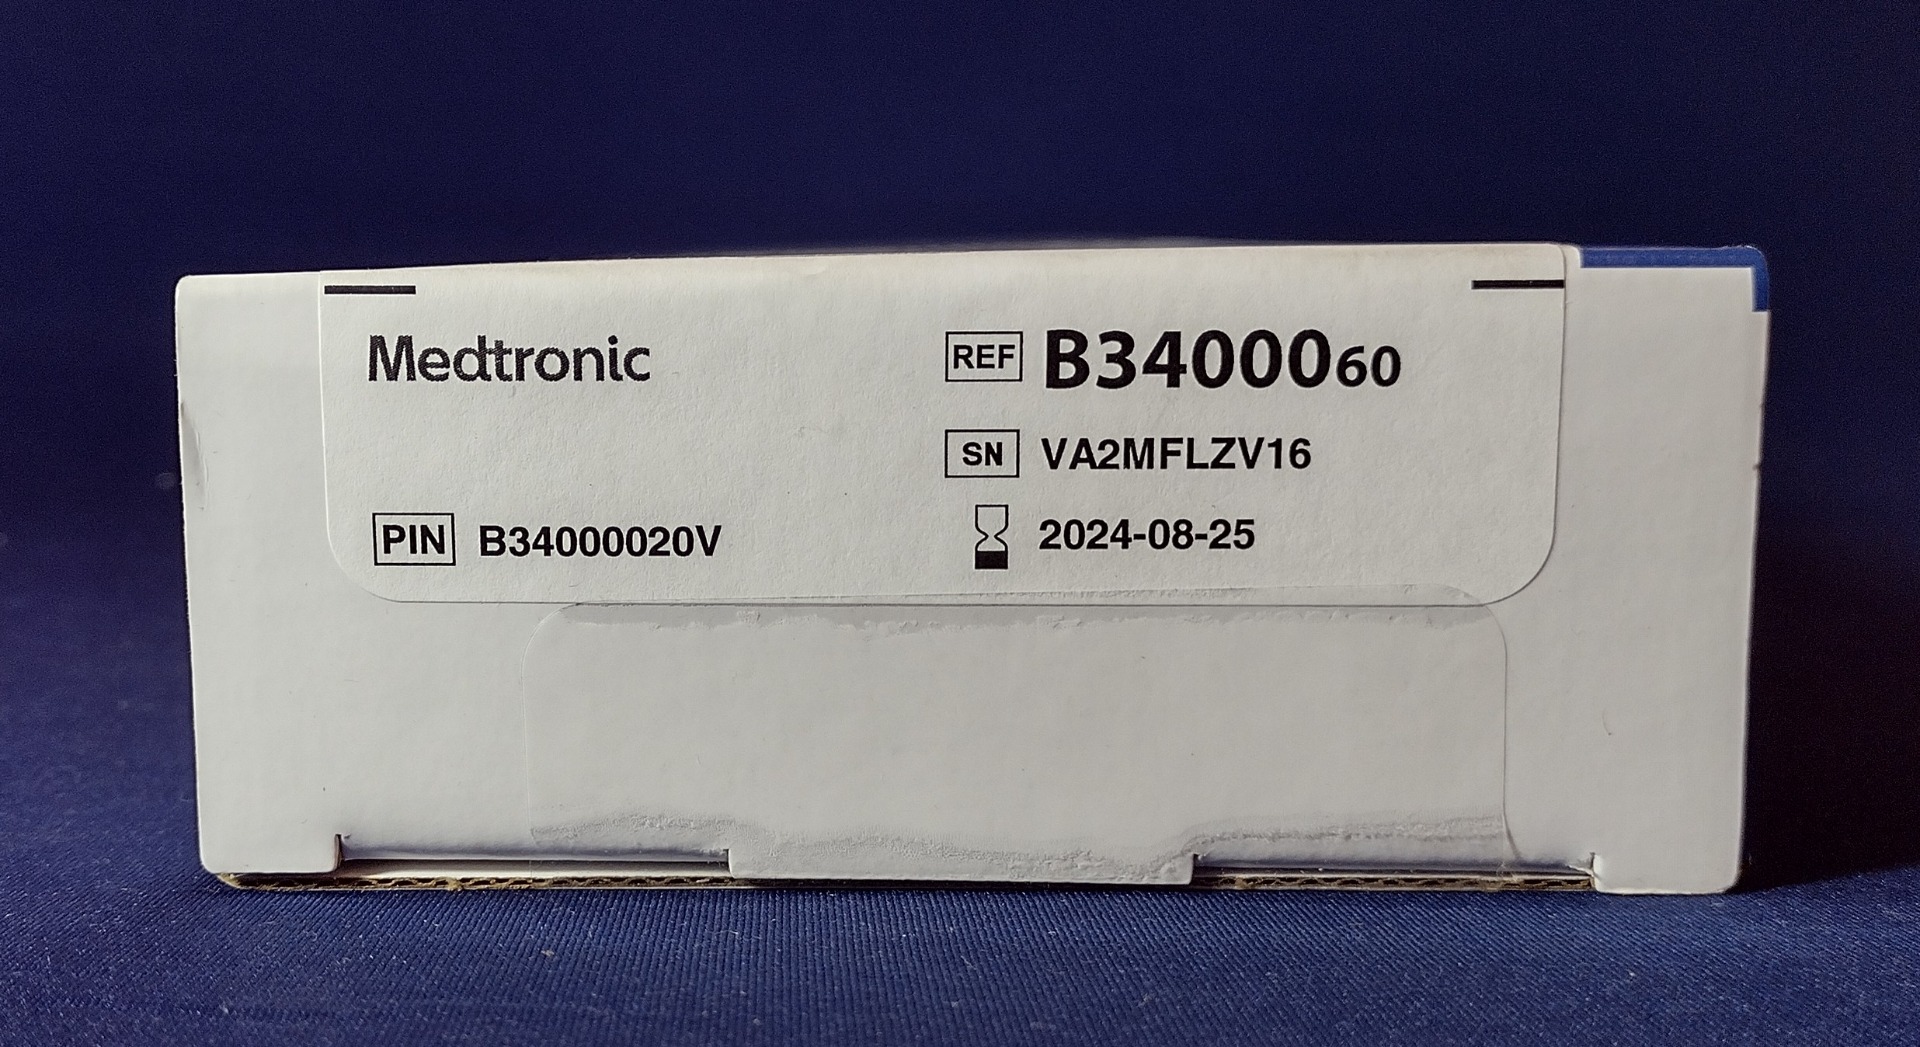 Medtronic
REF B3400060
SN VA2MFLZV16
PIN B34000020V
2024-08-25